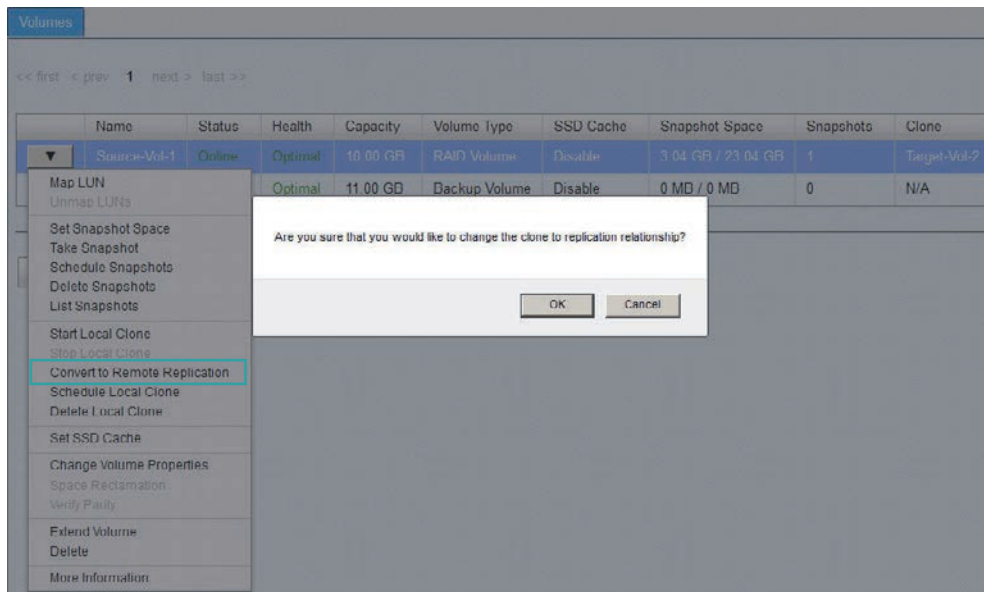 Volumes
<< first < prev 1 next > last >>
Name Status Health Capacity Volume Type SSD Cache Snapshot Space Snapshots Clone
▼ Source-Vol-1 Online Optimal 10.00 GB RAID Volume Disable 3.04 GB / 23.04 GB 1 Target-Vol-2
Optimal 11.00 GB Backup Volume Disable 0 MB / 0 MB 0 N/A
Map LUN
Unmap LUNs
Set Snapshot Space
Take Snapshot
Schedule Snapshots
Delete Snapshots
List Snapshots
Start Local Clone
Stop Local Clone
Convert to Remote Replication
Schedule Local Clone
Delete Local Clone
Set SSD Cache
Change Volume Properties
Space Reclamation
Verify Parity
Extend Volume
Delete
More Information
Are you sure that you would like to change the clone to replication relationship?
OK Cancel